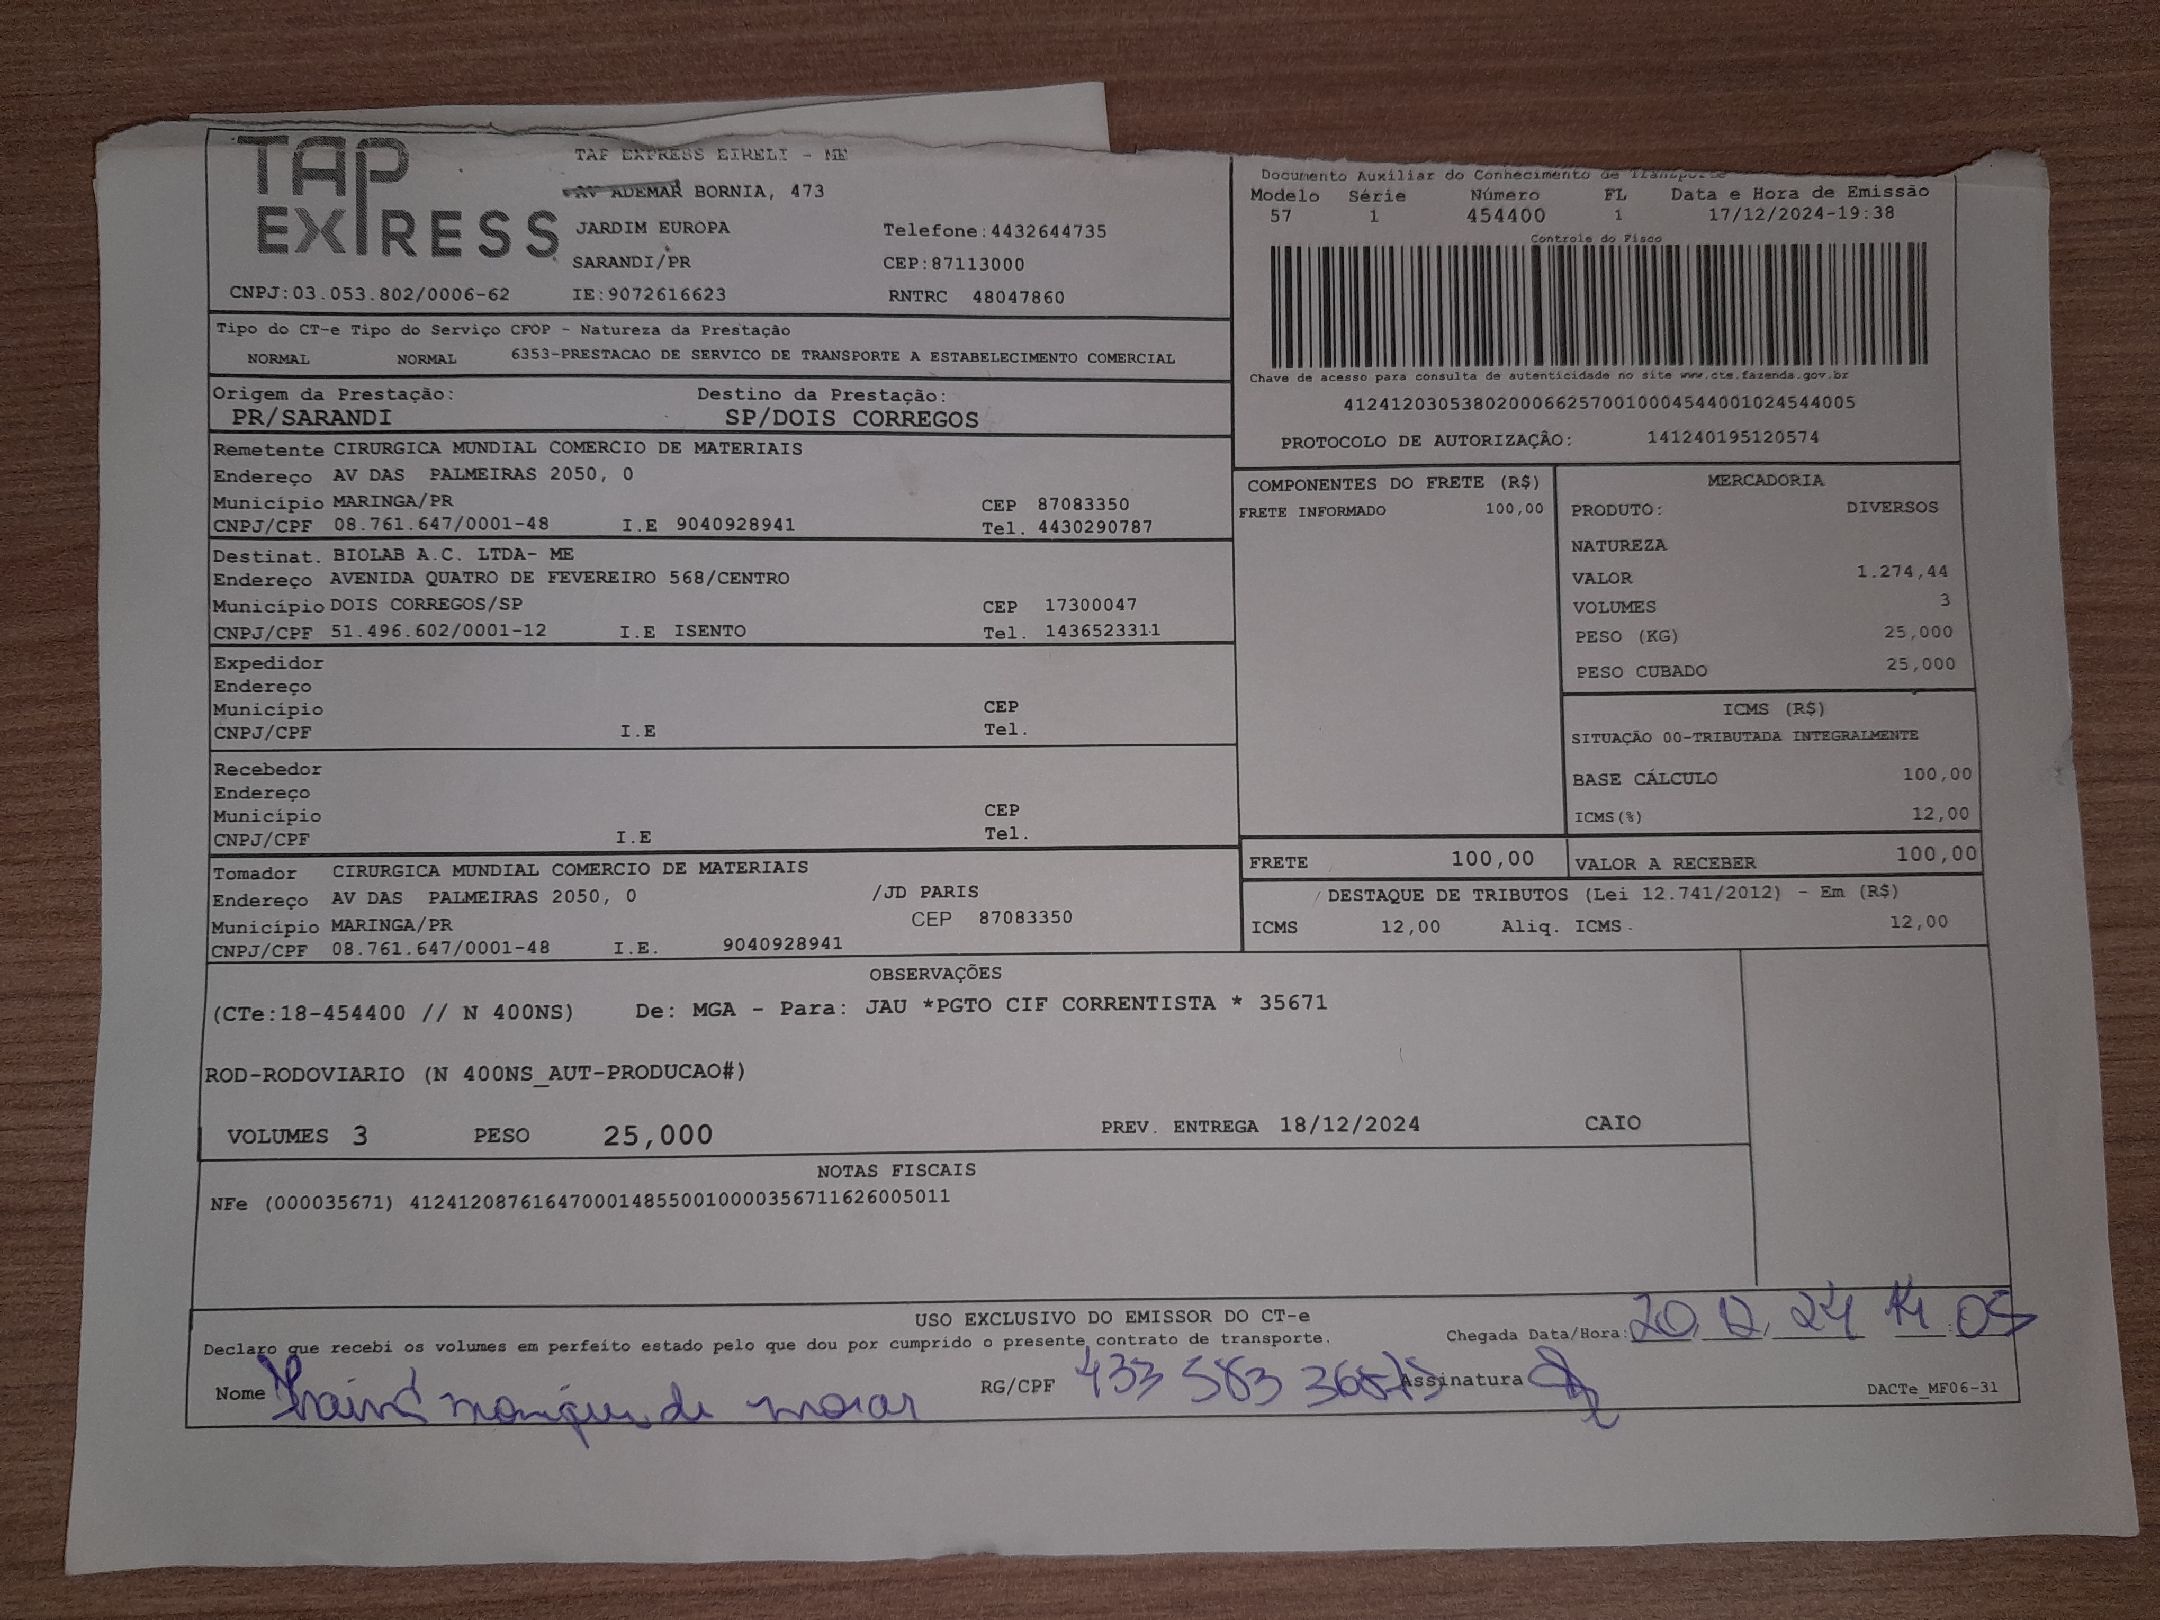 TAP EXPRESS
TAP EXPRESS EIRELI - ME
AV ADEMAR BORNIA, 473
JARDIM EUROPA Telefone:4432644735
SARANDI/PR CEP:87113000
CNPJ:03.053.802/0006-62 IE:9072616623 RNTRC 48047860
Documento Auxiliar do Conhecimento de Transporte
Modelo Série Número FL Data e Hora de Emissão
57 1 454400 1 17/12/2024-19:38
Controle do Fisco
Chave de acesso para consulta de autenticidade no site www.cte.fazenda.gov.br
41241203053802000662570010004544001024544005
PROTOCOLO DE AUTORIZAÇÃO: 141240195120574
Tipo do CT-e Tipo do Serviço CFOP - Natureza da Prestação
NORMAL NORMAL 6353-PRESTACAO DE SERVICO DE TRANSPORTE A ESTABELECIMENTO COMERCIAL
Origem da Prestação: Destino da Prestação:
PR/SARANDI SP/DOIS CORREGOS
Remetente CIRURGICA MUNDIAL COMERCIO DE MATERIAIS
Endereço AV DAS PALMEIRAS 2050, 0
Município MARINGA/PR CEP 87083350
CNPJ/CPF 08.761.647/0001-48 I.E 9040928941 Tel. 4430290787
Destinat. BIOLAB A.C. LTDA- ME
Endereço AVENIDA QUATRO DE FEVEREIRO 568/CENTRO
Município DOIS CORREGOS/SP CEP 17300047
CNPJ/CPF 51.496.602/0001-12 I.E ISENTO Tel. 1436523311
Expedidor
Endereço
Município CEP
CNPJ/CPF I.E Tel.
Recebedor
Endereço
Município CEP
CNPJ/CPF I.E Tel.
Tomador CIRURGICA MUNDIAL COMERCIO DE MATERIAIS
Endereço AV DAS PALMEIRAS 2050, 0 /JD PARIS
Município MARINGA/PR CEP 87083350
CNPJ/CPF 08.761.647/0001-48 I.E. 9040928941
COMPONENTES DO FRETE (R$)
FRETE INFORMADO 100,00
MERCADORIA
PRODUTO: DIVERSOS
NATUREZA
VALOR 1.274,44
VOLUMES 3
PESO (KG) 25,000
PESO CUBADO 25,000
ICMS (R$)
SITUAÇÃO 00-TRIBUTADA INTEGRALMENTE
BASE CÁLCULO 100,00
ICMS(%) 12,00
FRETE 100,00 VALOR A RECEBER 100,00
DESTAQUE DE TRIBUTOS (Lei 12.741/2012) - Em (R$)
ICMS 12,00 Aliq. ICMS 12,00
OBSERVAÇÕES
(CTe:18-454400 // N 400NS) De: MGA - Para: JAU *PGTO CIF CORRENTISTA * 35671
ROD-RODOVIARIO (N 400NS_AUT-PRODUCAO#)
VOLUMES 3 PESO 25,000 PREV. ENTREGA 18/12/2024 CAIO
NOTAS FISCAIS
NFe (000035671) 41241208761647000148550010000356711626005011
USO EXCLUSIVO DO EMISSOR DO CT-e
Declaro que recebi os volumes em perfeito estado pelo que dou por cumprido o presente contrato de transporte.
Chegada Data/Hora: 20 12 24 14 : 05
Nome RG/CPF 433 583 Assinatura
DACTe_MF06-31